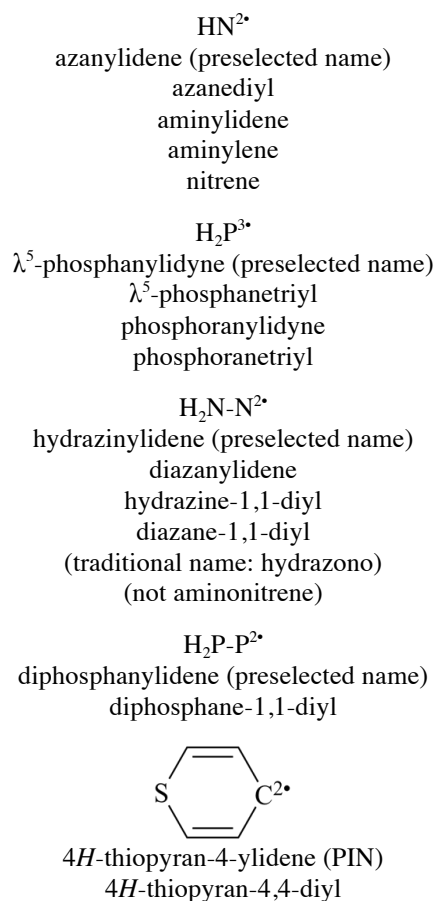 HN²•
azanylidene (preselected name)
azanediyl
aminylidene
aminylene
nitrene
H₂P³•
λ⁵-phosphanylidyne (preselected name)
λ⁵-phosphanetriyl
phosphoranylidyne
phosphoranetriyl
H₂N-N²•
hydrazinylidene (preselected name)
diazanylidene
hydrazine-1,1-diyl
diazane-1,1-diyl
(traditional name: hydrazono)
(not aminonitrene)
H₂P-P²•
diphosphanylidene (preselected name)
diphosphane-1,1-diyl
S C²•
4H-thiopyran-4-ylidene (PIN)
4H-thiopyran-4,4-diyl